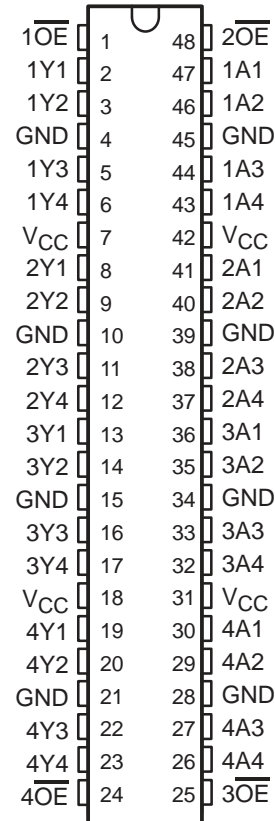 1O̅E̅ 1 48 2O̅E̅
1Y1 2 47 1A1
1Y2 3 46 1A2
GND 4 45 GND
1Y3 5 44 1A3
1Y4 6 43 1A4
VCC 7 42 VCC
2Y1 8 41 2A1
2Y2 9 40 2A2
GND 10 39 GND
2Y3 11 38 2A3
2Y4 12 37 2A4
3Y1 13 36 3A1
3Y2 14 35 3A2
GND 15 34 GND
3Y3 16 33 3A3
3Y4 17 32 3A4
VCC 18 31 VCC
4Y1 19 30 4A1
4Y2 20 29 4A2
GND 21 28 GND
4Y3 22 27 4A3
4Y4 23 26 4A4
4O̅E̅ 24 25 3O̅E̅